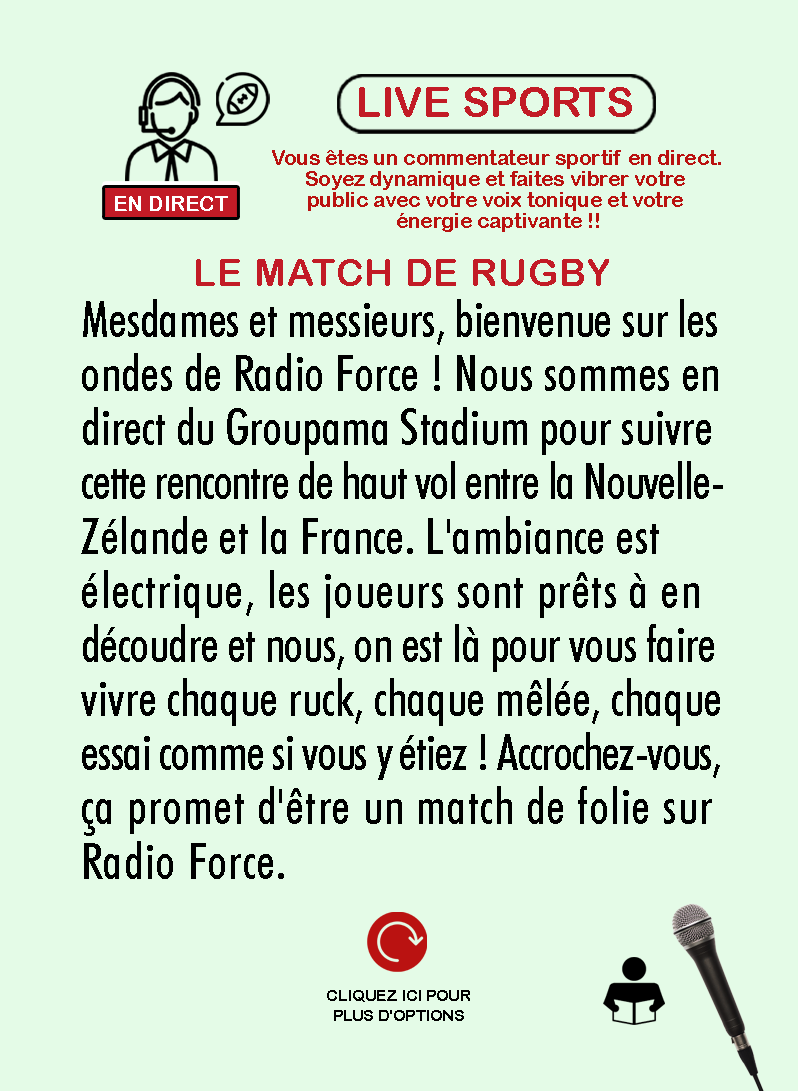 LIVE SPORTS
Vous êtes un commentateur sportif en direct.
Soyez dynamique et faites vibrer votre
public avec votre voix tonique et votre
énergie captivante !!
EN DIRECT
LE MATCH DE RUGBY
Mesdames et messieurs, bienvenue sur les
ondes de Radio Force ! Nous sommes en
direct du Groupama Stadium pour suivre
cette rencontre de haut vol entre la Nouvelle-
Zélande et la France. L'ambiance est
électrique, les joueurs sont prêts à en
découdre et nous, on est là pour vous faire
vivre chaque ruck, chaque mêlée, chaque
essai comme si vous y étiez ! Accrochez-vous,
ça promet d'être un match de folie sur
Radio Force.
CLIQUEZ ICI POUR
PLUS D'OPTIONS